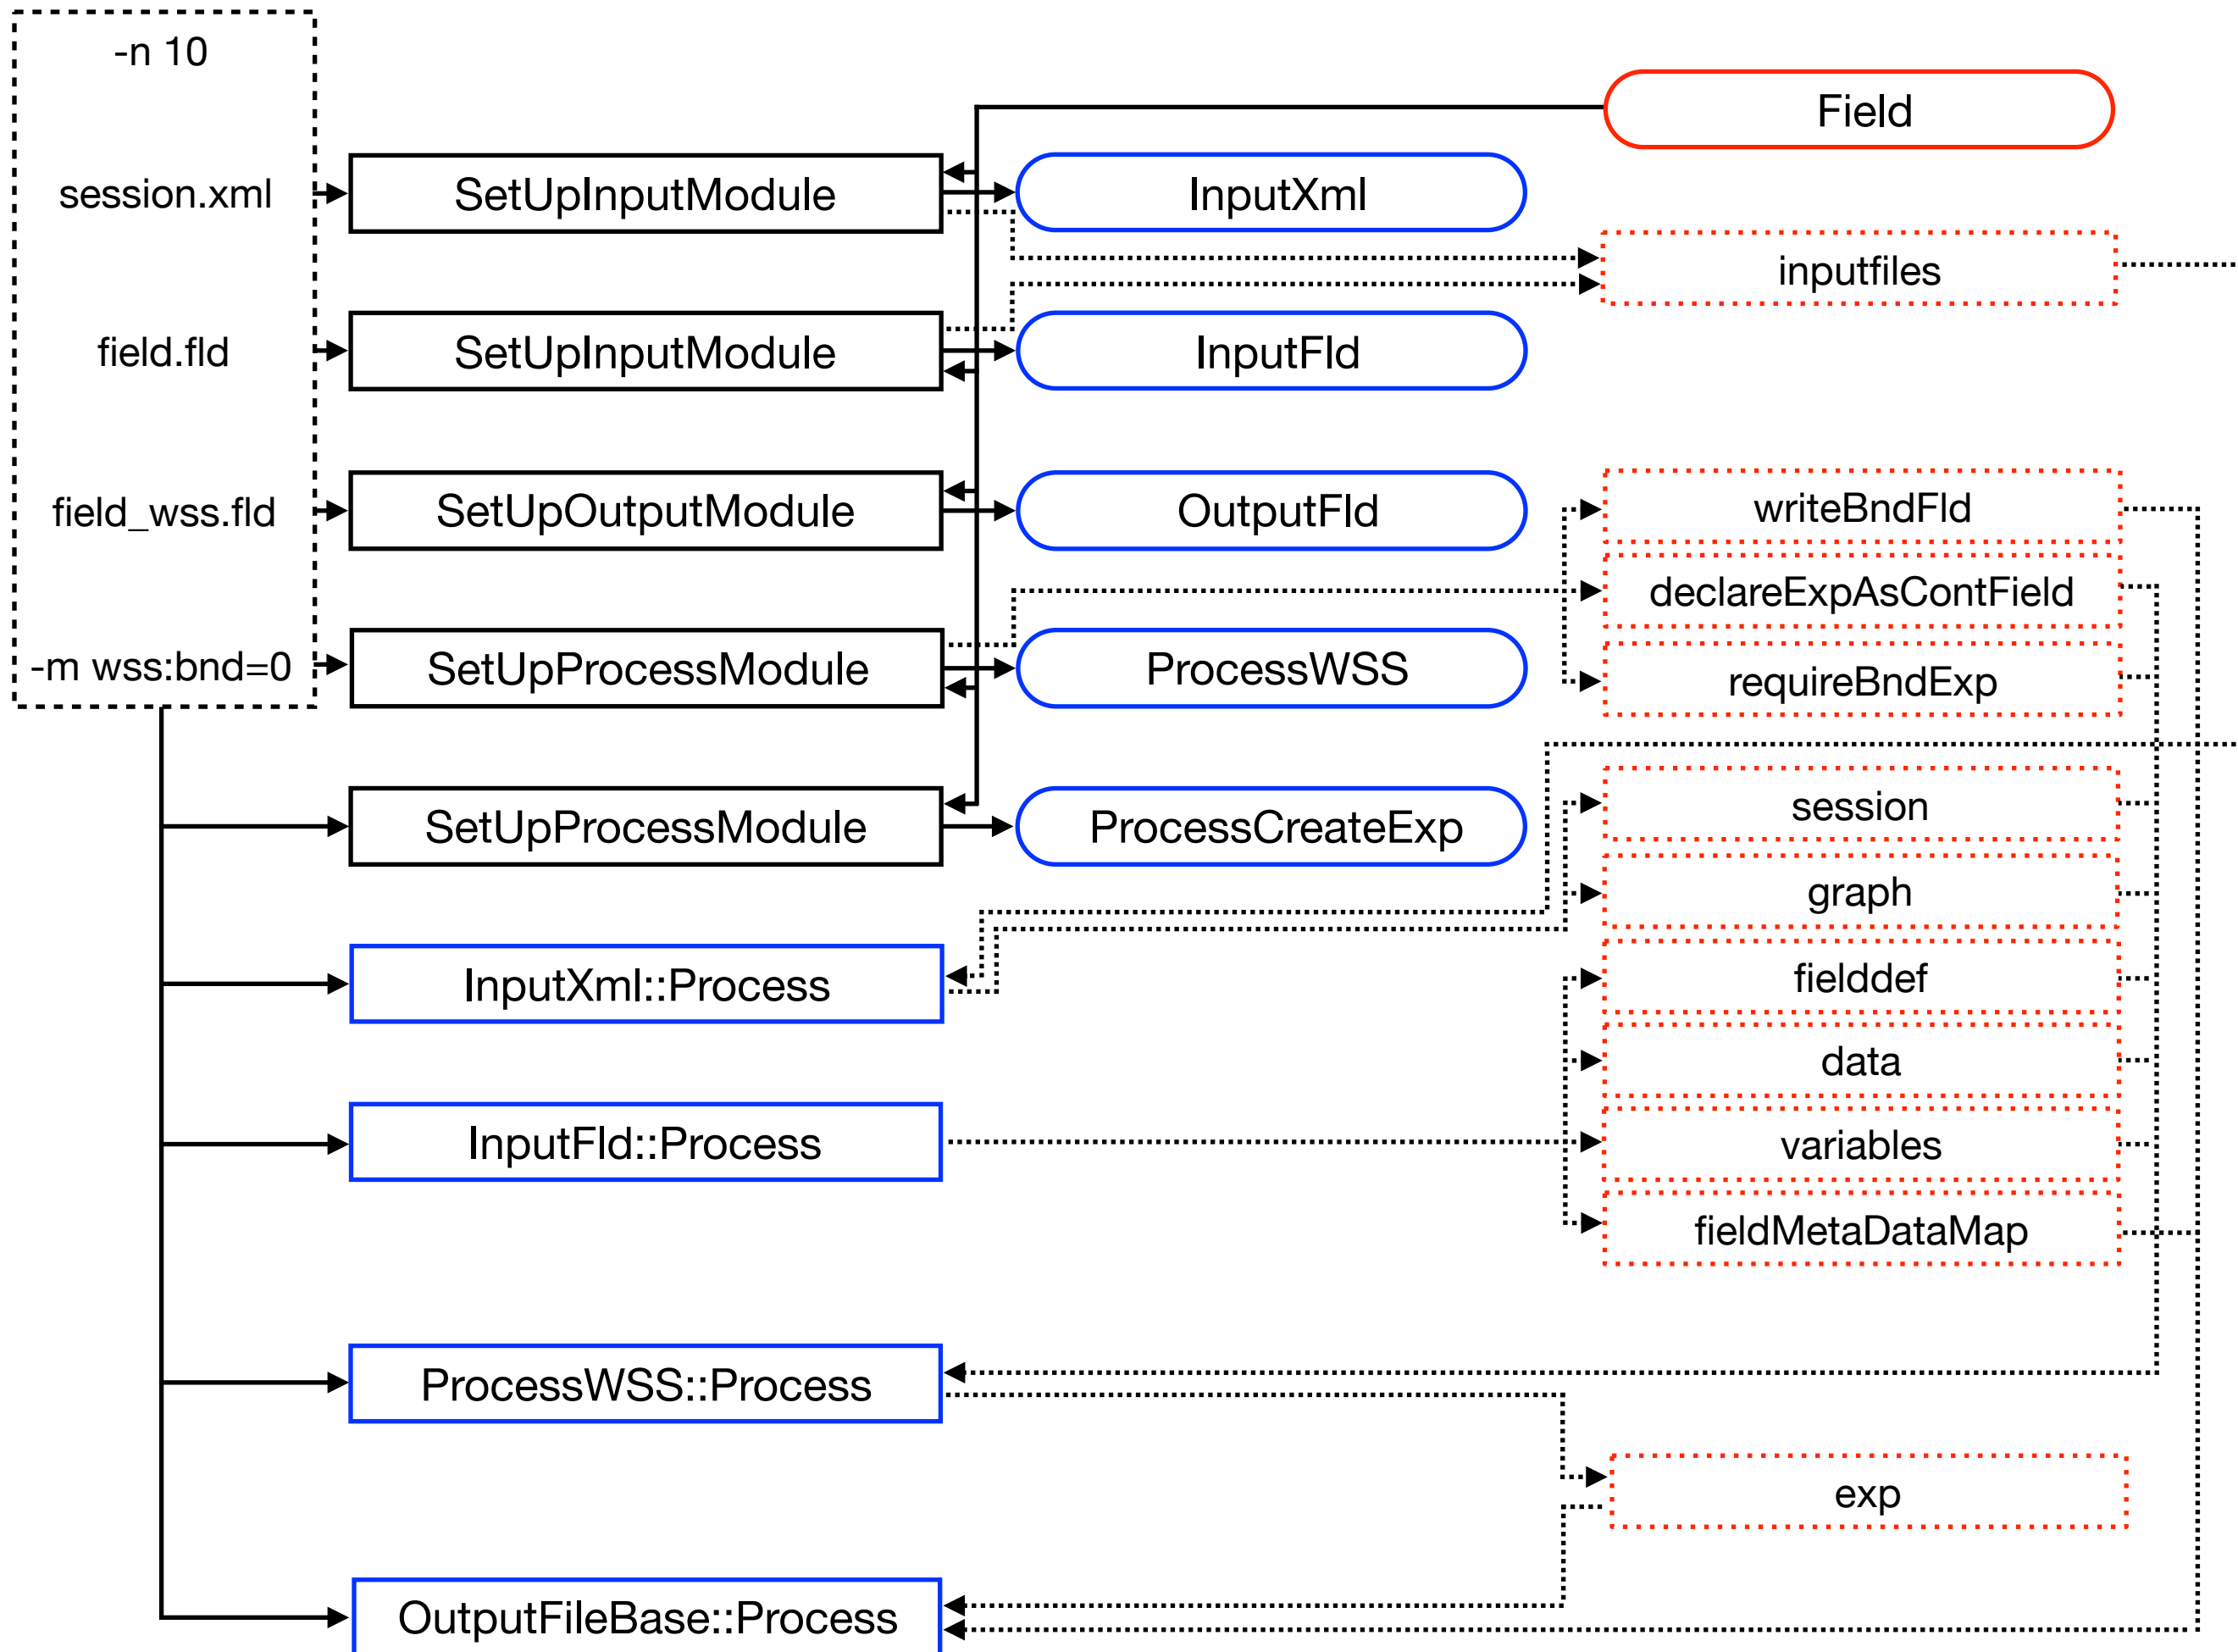 -n 10
Field
session.xml
SetUpInputModule
InputXml
inputfiles
field.fld
SetUpInputModule
InputFld
field_wss.fld
SetUpOutputModule
OutputFld
writeBndFld
declareExpAsContField
-m wss:bnd=0
SetUpProcessModule
ProcessWSS
requireBndExp
SetUpProcessModule
ProcessCreateExp
session
graph
InputXml::Process
fielddef
data
InputFld::Process
variables
fieldMetaDataMap
ProcessWSS::Process
exp
OutputFileBase::Process